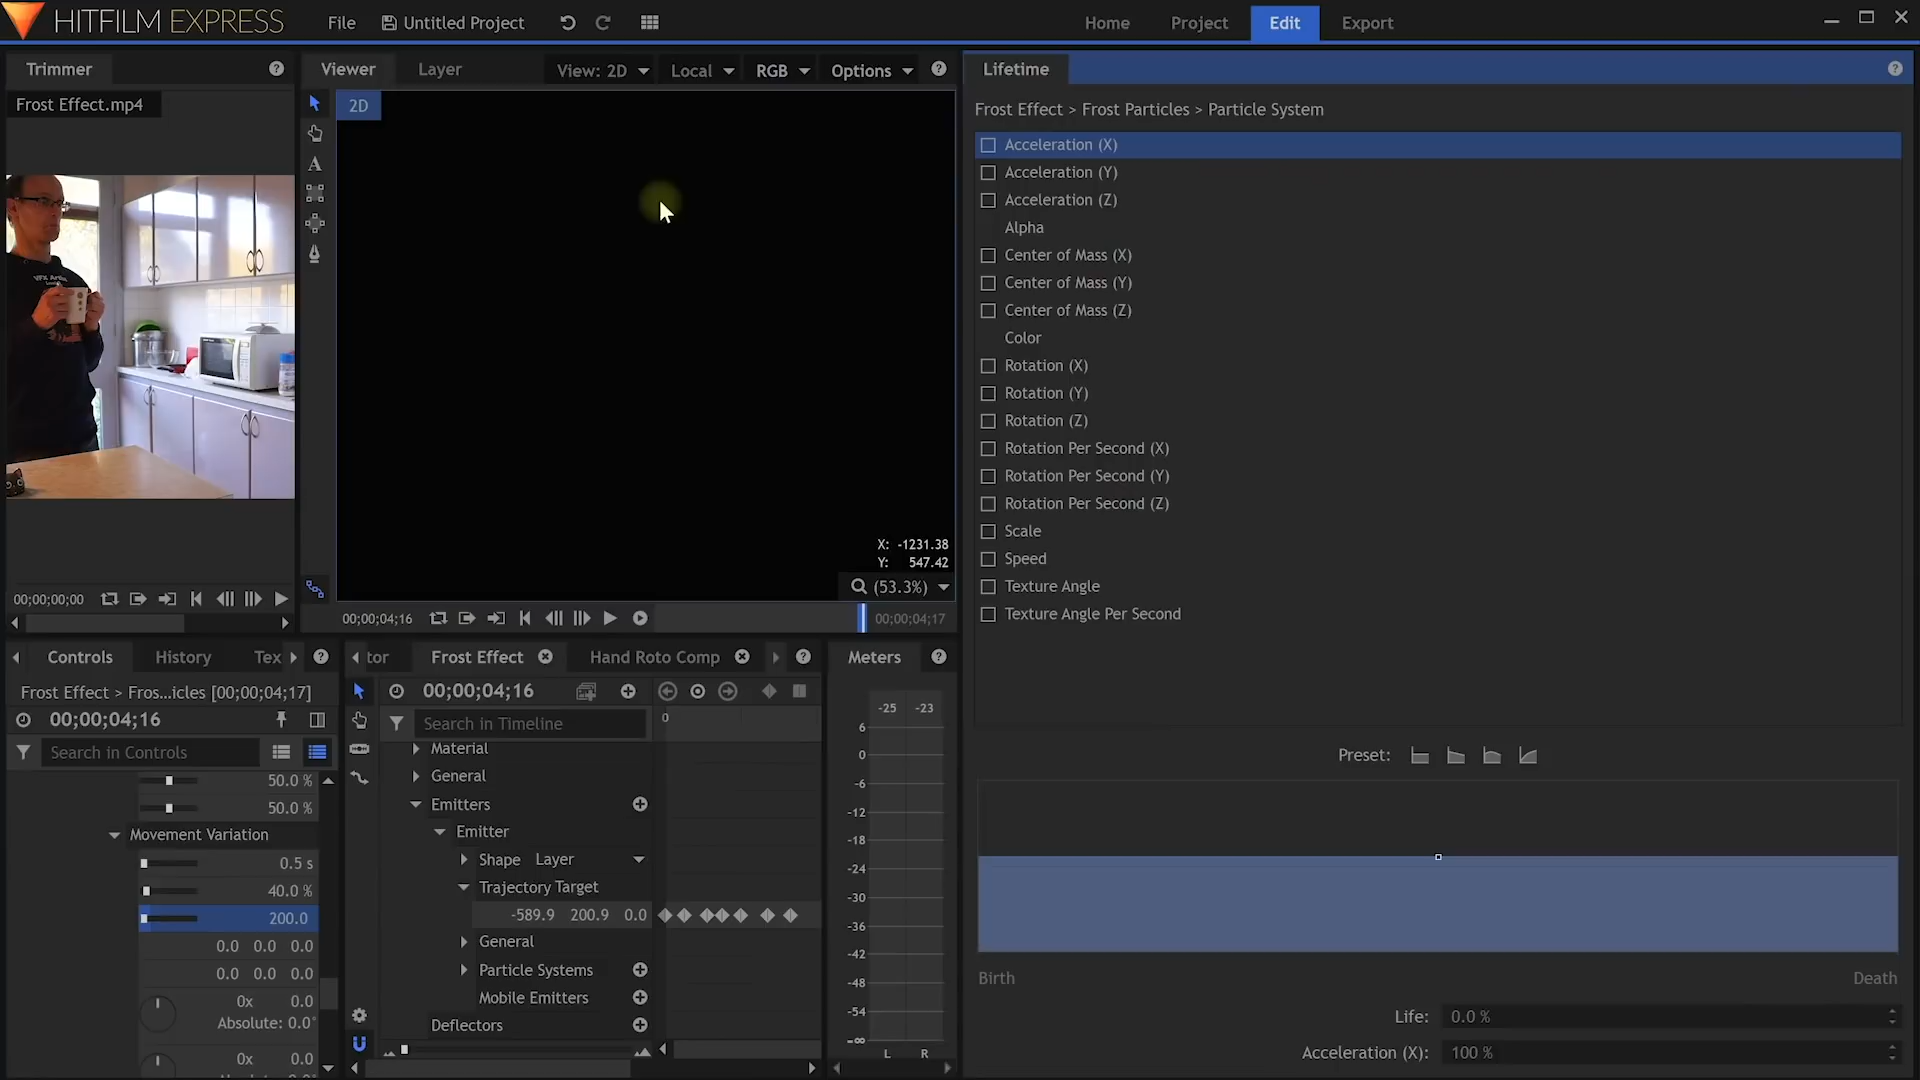 HITFILM EXPRESS
File
Untitled Project
Home
Project
Edit
Export
Trimmer
Viewer
Layer
View: 2D
Local
RGB
Options
Lifetime
Frost Effect.mp4
2D
Frost Effect > Frost Particles > Particle System
Acceleration (X)
Acceleration (Y)
Acceleration (Z)
Alpha
Center of Mass (X)
Center of Mass (Y)
Center of Mass (Z)
Color
Rotation (X)
Rotation (Y)
Rotation (Z)
Rotation Per Second (X)
Rotation Per Second (Y)
Rotation Per Second (Z)
Scale
Speed
Texture Angle
Texture Angle Per Second
X: -1231.38
Y: 547.42
(53.3%)
00;00;00;00
00;00;04;16
00;00;04;17
Controls
History
Tex
tor
Frost Effect
Hand Roto Comp
Meters
Frost Effect > Fros...icles [00;00;04;17]
00;00;04;16
Search in Controls
50.0 %
50.0 %
Movement Variation
0.5 s
40.0 %
200.0
0.0 0.0 0.0
0.0 0.0 0.0
0x 0.0
Absolute: 0.0°
0x 0.0
00;00;04;16
Search in Timeline
0
Material
General
Emitters
Emitter
Shape Layer
Trajectory Target
-589.9 200.9 0.0
General
Particle Systems
Mobile Emitters
Deflectors
-25 -23
6
0
-6
-12
-18
-24
-30
-36
-42
-48
-54
-∞
L R
Preset:
Birth
Death
Life: 0.0 %
Acceleration (X): 100 %